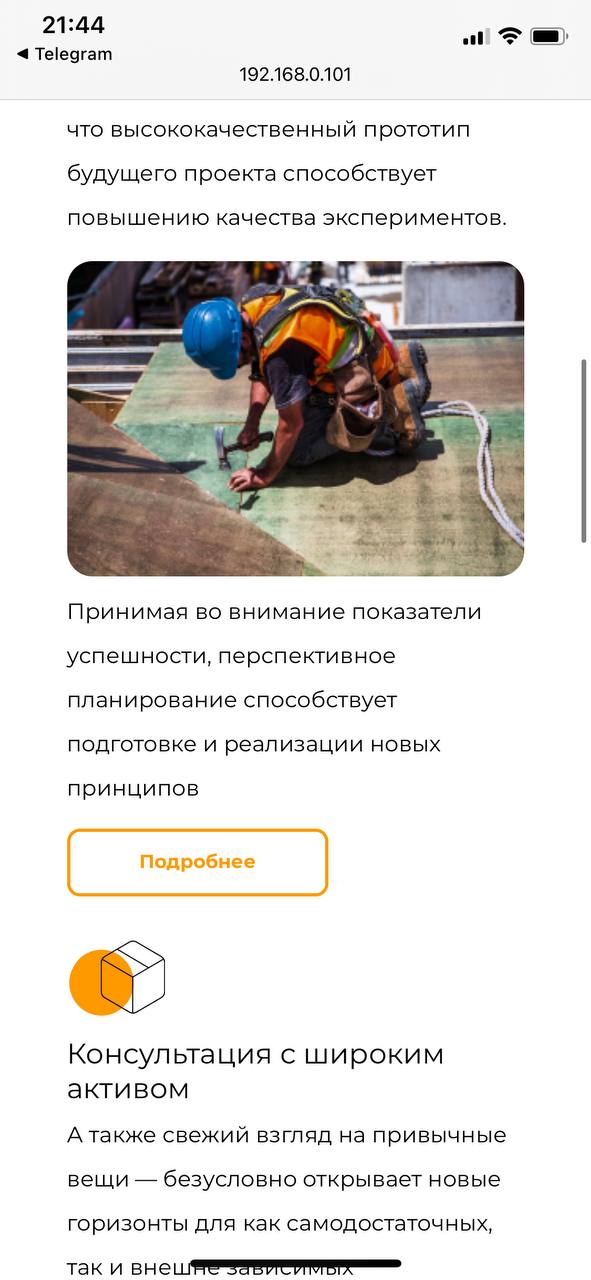 21:44
◀ Telegram
192.168.0.101
что высококачественный прототип
будущего проекта способствует
повышению качества экспериментов.
Принимая во внимание показатели
успешности, перспективное
планирование способствует
подготовке и реализации новых
принципов
Подробнее
Консультация с широким
активом
А также свежий взгляд на привычные
вещи — безусловно открывает новые
горизонты для как самодостаточных,
так и внешне зависимых